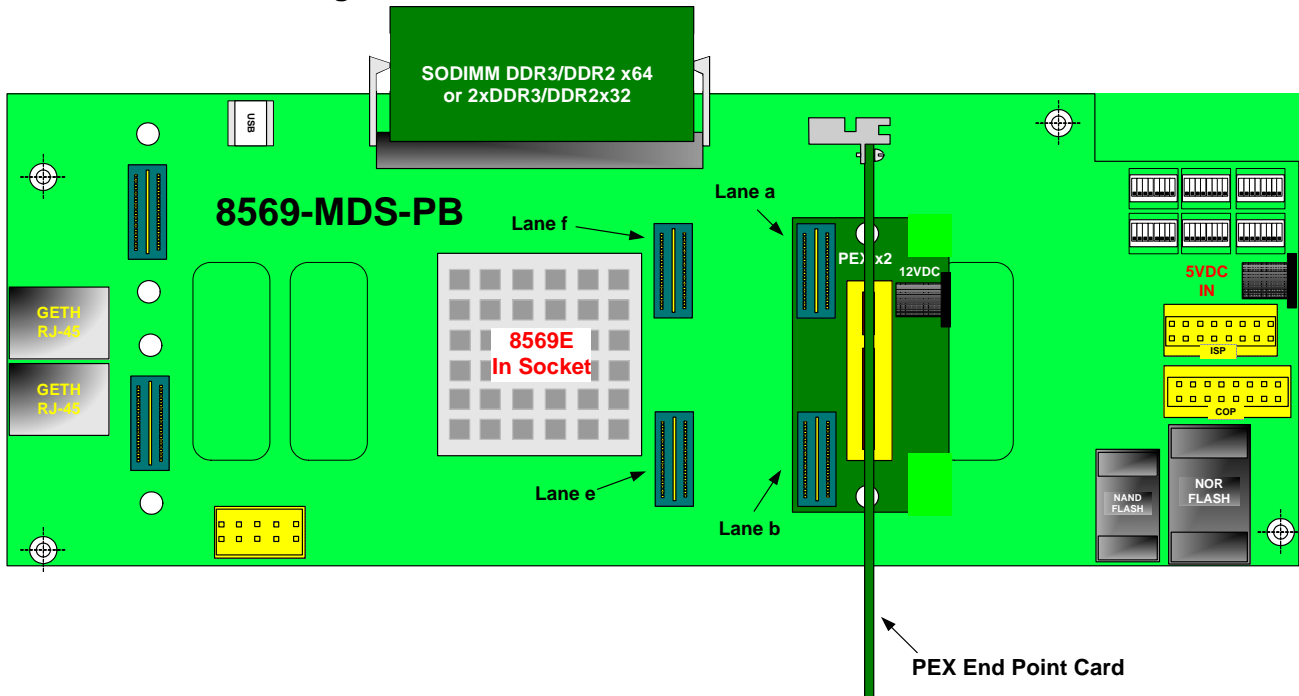 g
SODIMM DDR3/DDR2 x64
or 2xDDR3/DDR2x32
USB
8569-MDS-PB
Lane f
Lane a
PEX x2
12VDC
5VDC
IN
ISP
COP
GETH
RJ-45
GETH
RJ-45
8569E
In Socket
Lane e
Lane b
NAND
FLASH
NOR
FLASH
PEX End Point Card